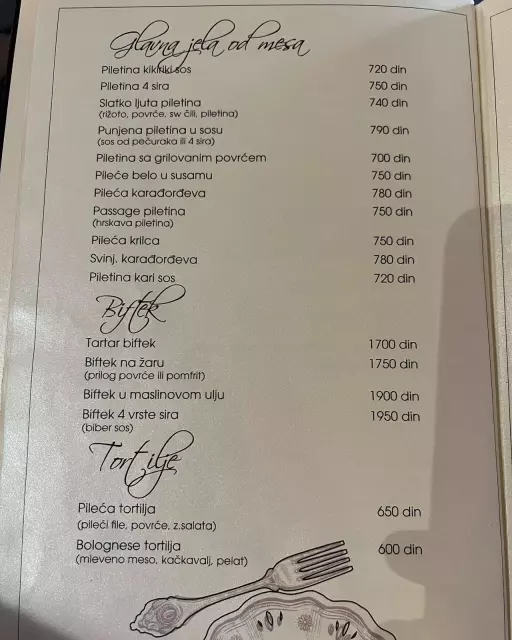 Glavna jela od mesa
Piletina kikiriki sos 720 din
Piletina 4 sira 750 din
Slatko ljuta piletina 740 din
(rižoto, povrće, sw čili, piletina)
Punjena piletina u sosu 790 din
(sos od pečuraka ili 4 sira)
Piletina sa grilovanim povrćem 700 din
Pileće belo u susamu 750 din
Pileća karađorđeva 780 din
Passage piletina 750 din
(hrskava piletina)
Pileća krilca 750 din
Svinj. karađorđeva 780 din
Piletina kari sos 720 din
Biftek
Tartar biftek 1700 din
Biftek na žaru 1750 din
(prilog povrće ili pomfrit)
Biftek u maslinovom ulju 1900 din
Biftek 4 vrste sira 1950 din
(biber sos)
Tortilje
Pileća tortilja 650 din
(pileći file, povrće, z.salata)
Bolognese tortilja 600 din
(mleveno meso, kačkavalj, pelat)